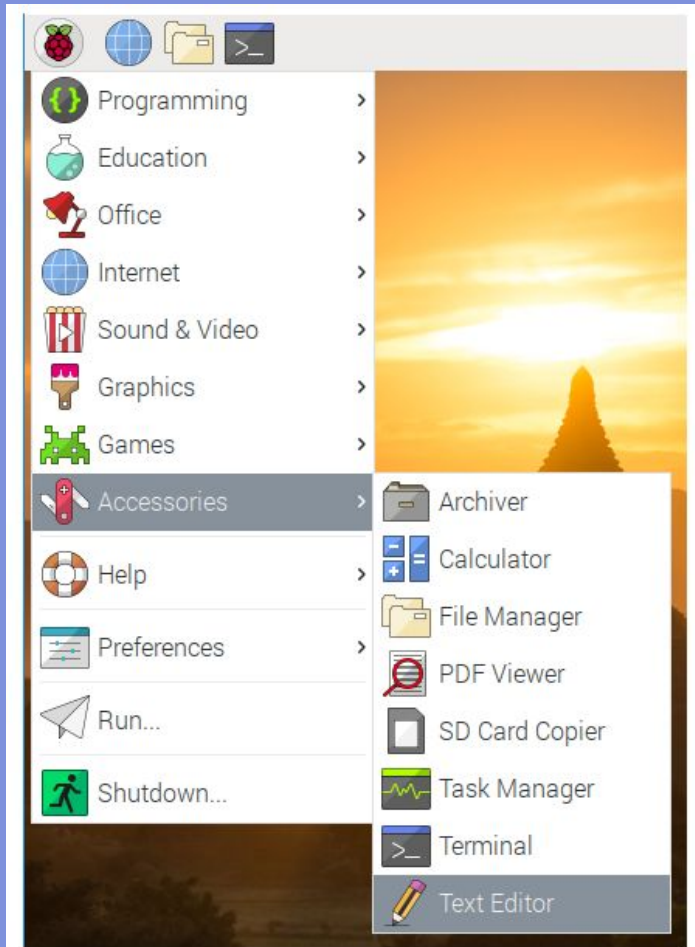 Programming
Education
Office
Internet
Sound & Video
Graphics
Games
Accessories
Help
Preferences
Run...
Shutdown...
Archiver
Calculator
File Manager
PDF Viewer
SD Card Copier
Task Manager
Terminal
Text Editor